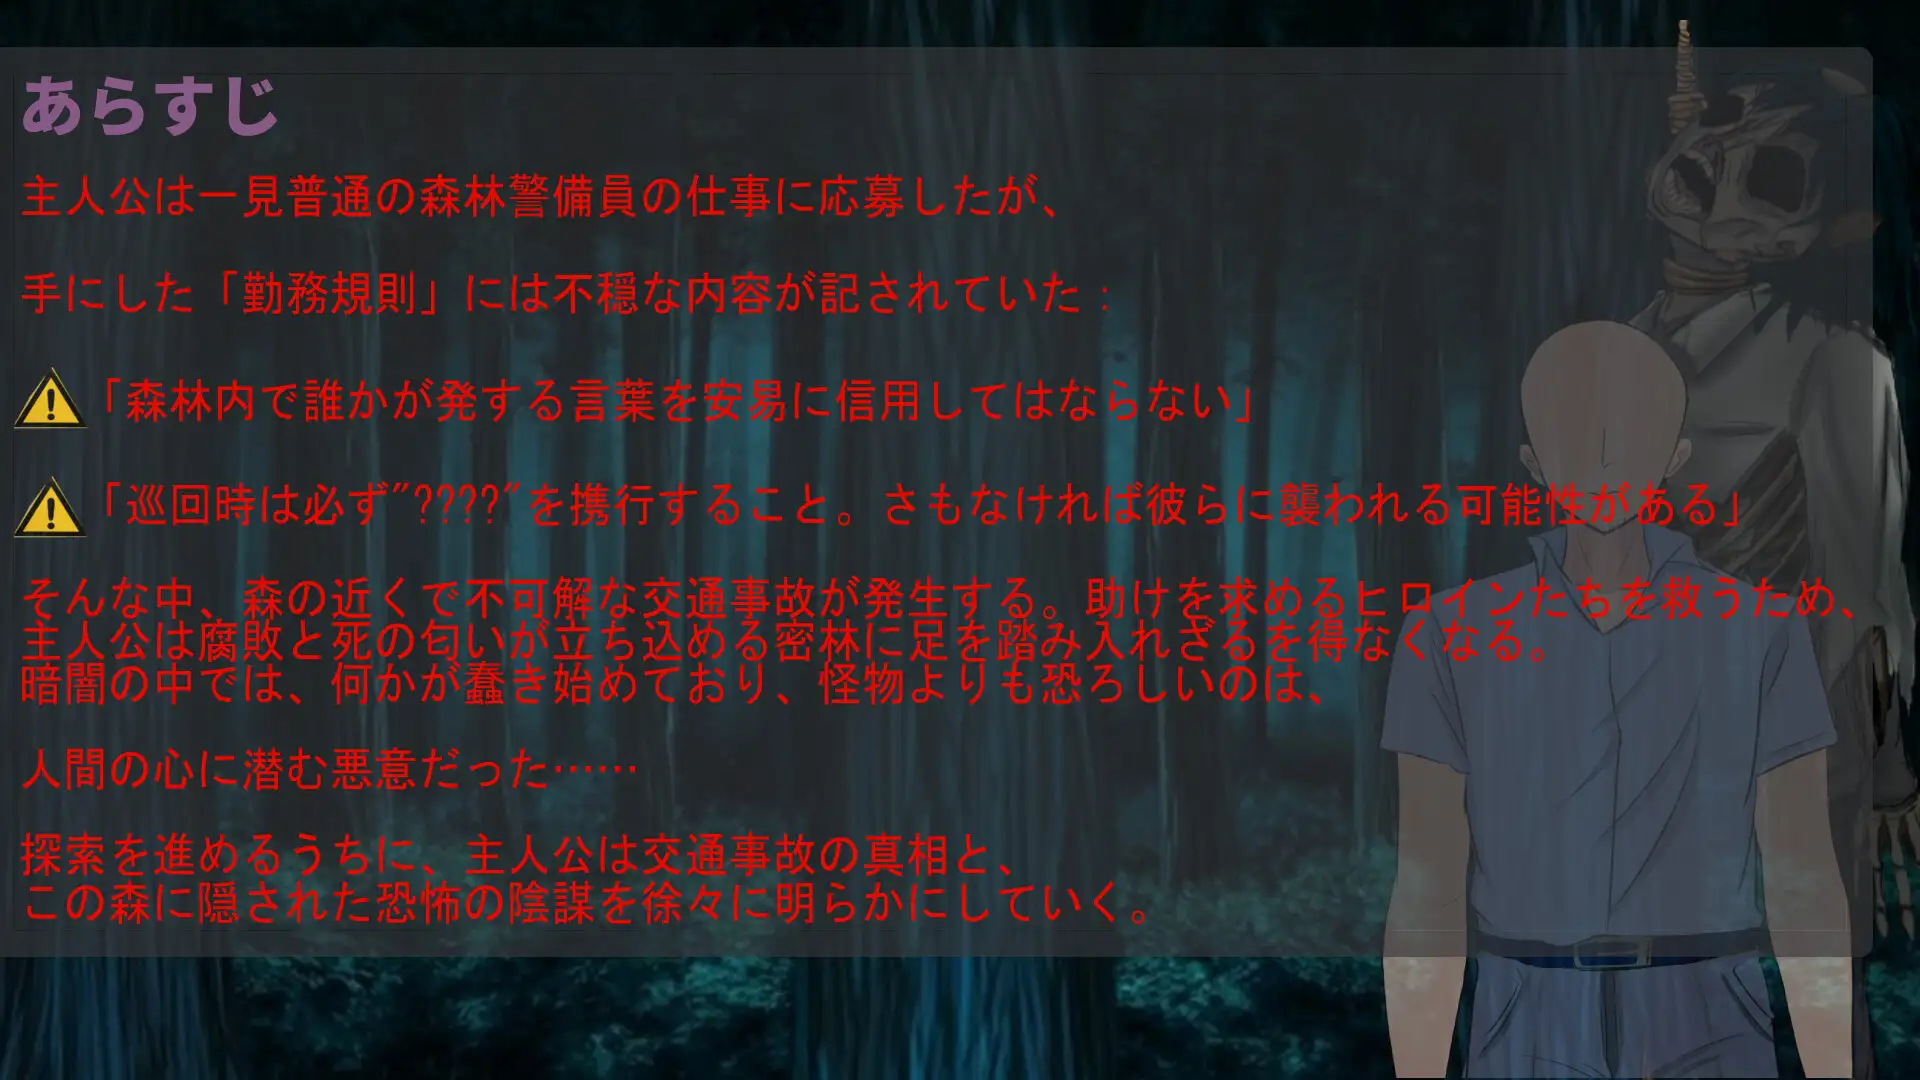 あらすじ
主人公は一見普通の森林警備員の仕事に応募したが、
手にした「勤務規則」には不穏な内容が記されていた：
「森林内で誰かが発する言葉を安易に信用してはならない」
「巡回時は必ず"????"を携行すること。さもなければ彼らに襲われる可能性がある」
そんな中、森の近くで不可解な交通事故が発生する。助けを求めるヒロインたちを救うため、
主人公は腐敗と死の匂いが立ち込める密林に足を踏み入れざるを得なくなる。
暗闇の中では、何かが蠢き始めており、怪物よりも恐ろしいのは、
人間の心に潜む悪意だった……
探索を進めるうちに、主人公は交通事故の真相と、
この森に隠された恐怖の陰謀を徐々に明らかにしていく。